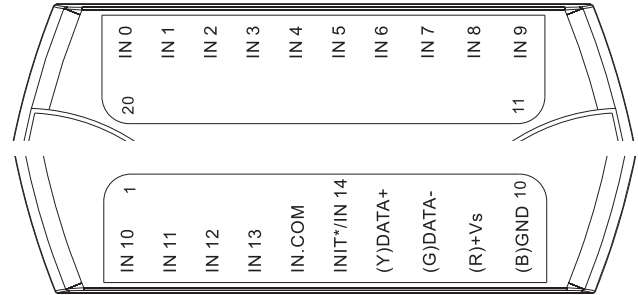 IN 0
IN 1
IN 2
IN 3
IN 4
IN 5
IN 6
IN 7
IN 8
IN 9
20
11
1
IN 10
IN 11
IN 12
IN 13
IN.COM
INIT*/IN 14
(Y)DATA+
(G)DATA-
(R)+Vs
(B)GND 10